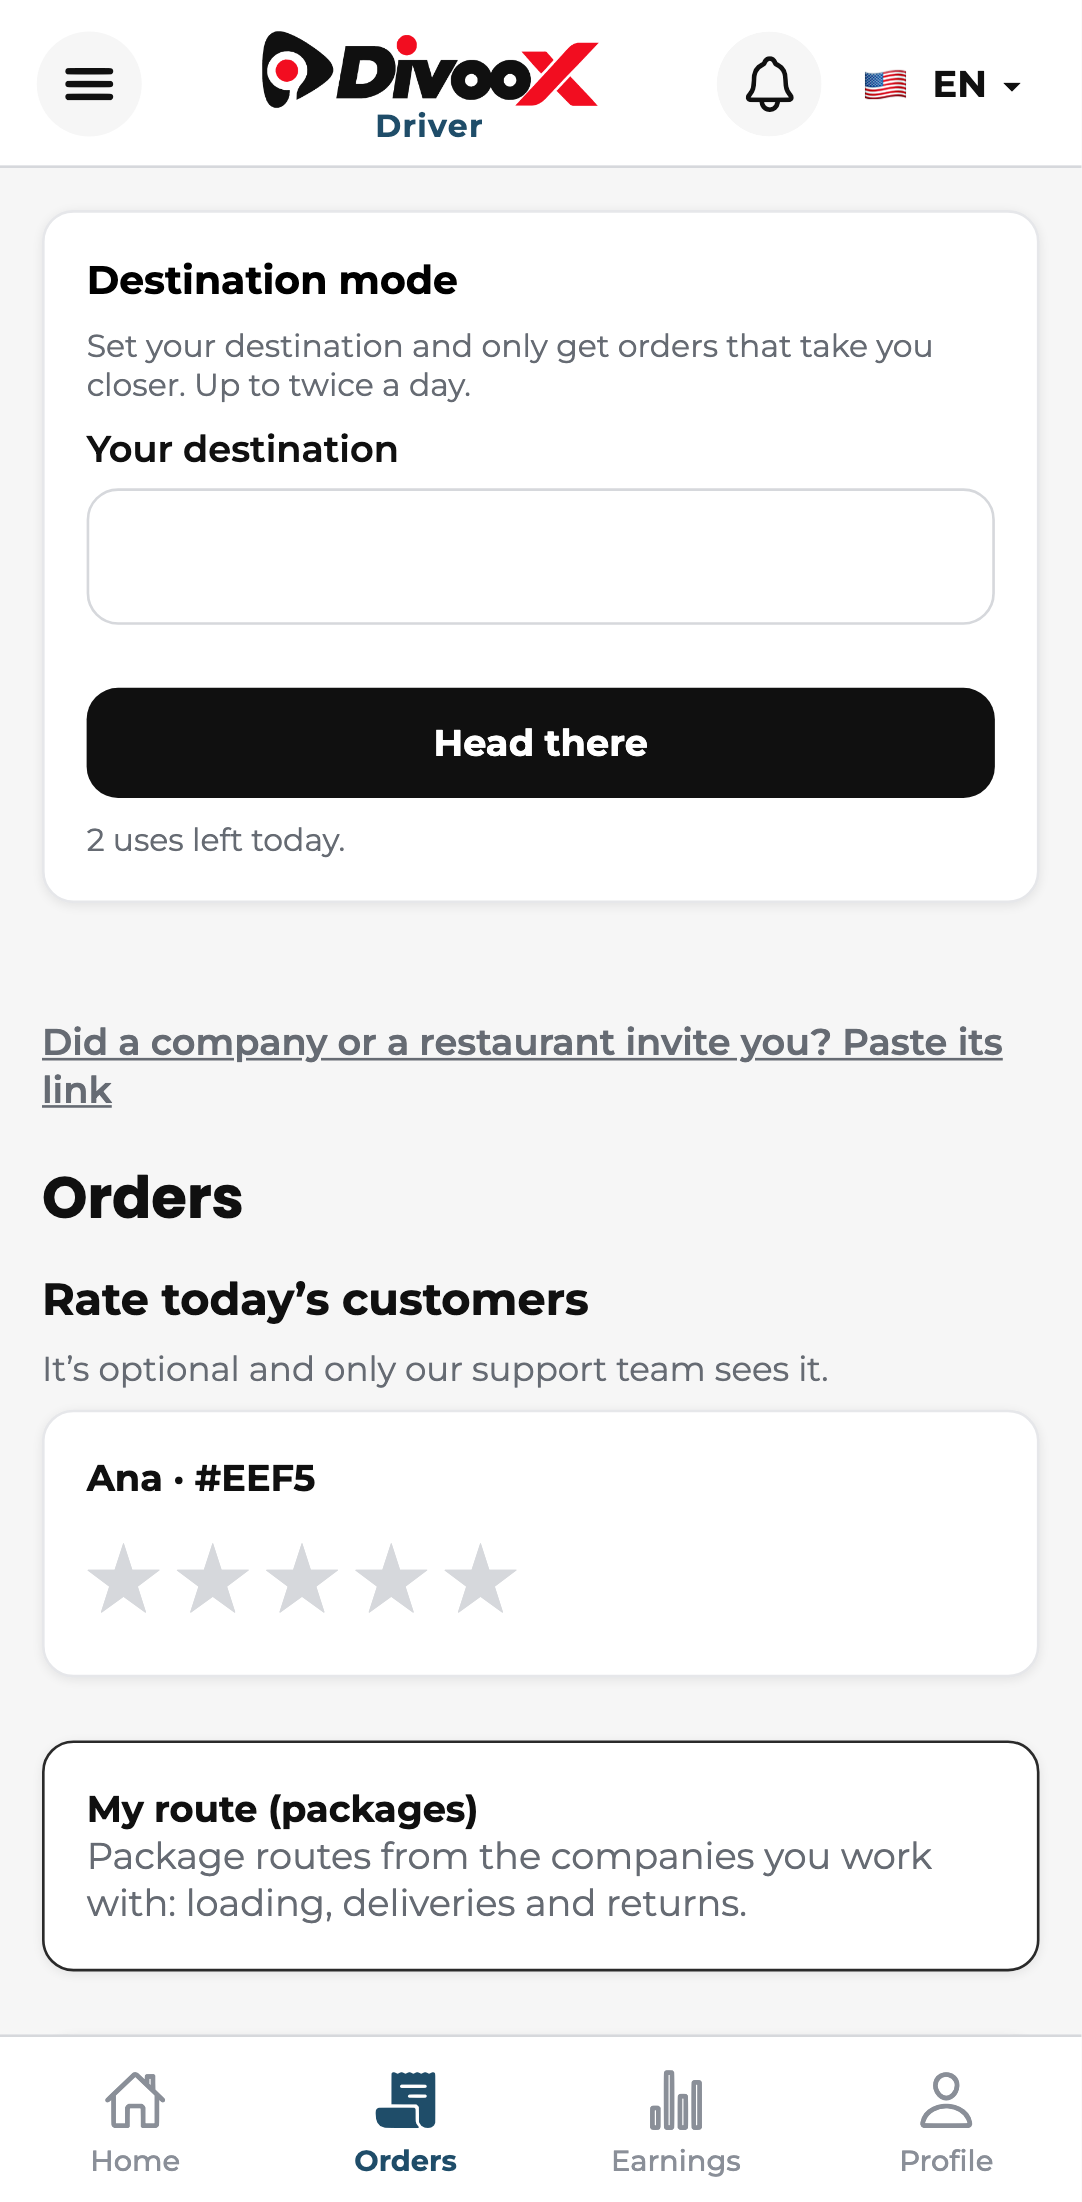 DivooX
Driver
EN
Destination mode
Set your destination and only get orders that take you
closer. Up to twice a day.
Your destination
Head there
2 uses left today.
Did a company or a restaurant invite you? Paste its
link
Orders
Rate today’s customers
It’s optional and only our support team sees it.
Ana · #EEF5
My route (packages)
Package routes from the companies you work
with: loading, deliveries and returns.
Home
Orders
Earnings
Profile